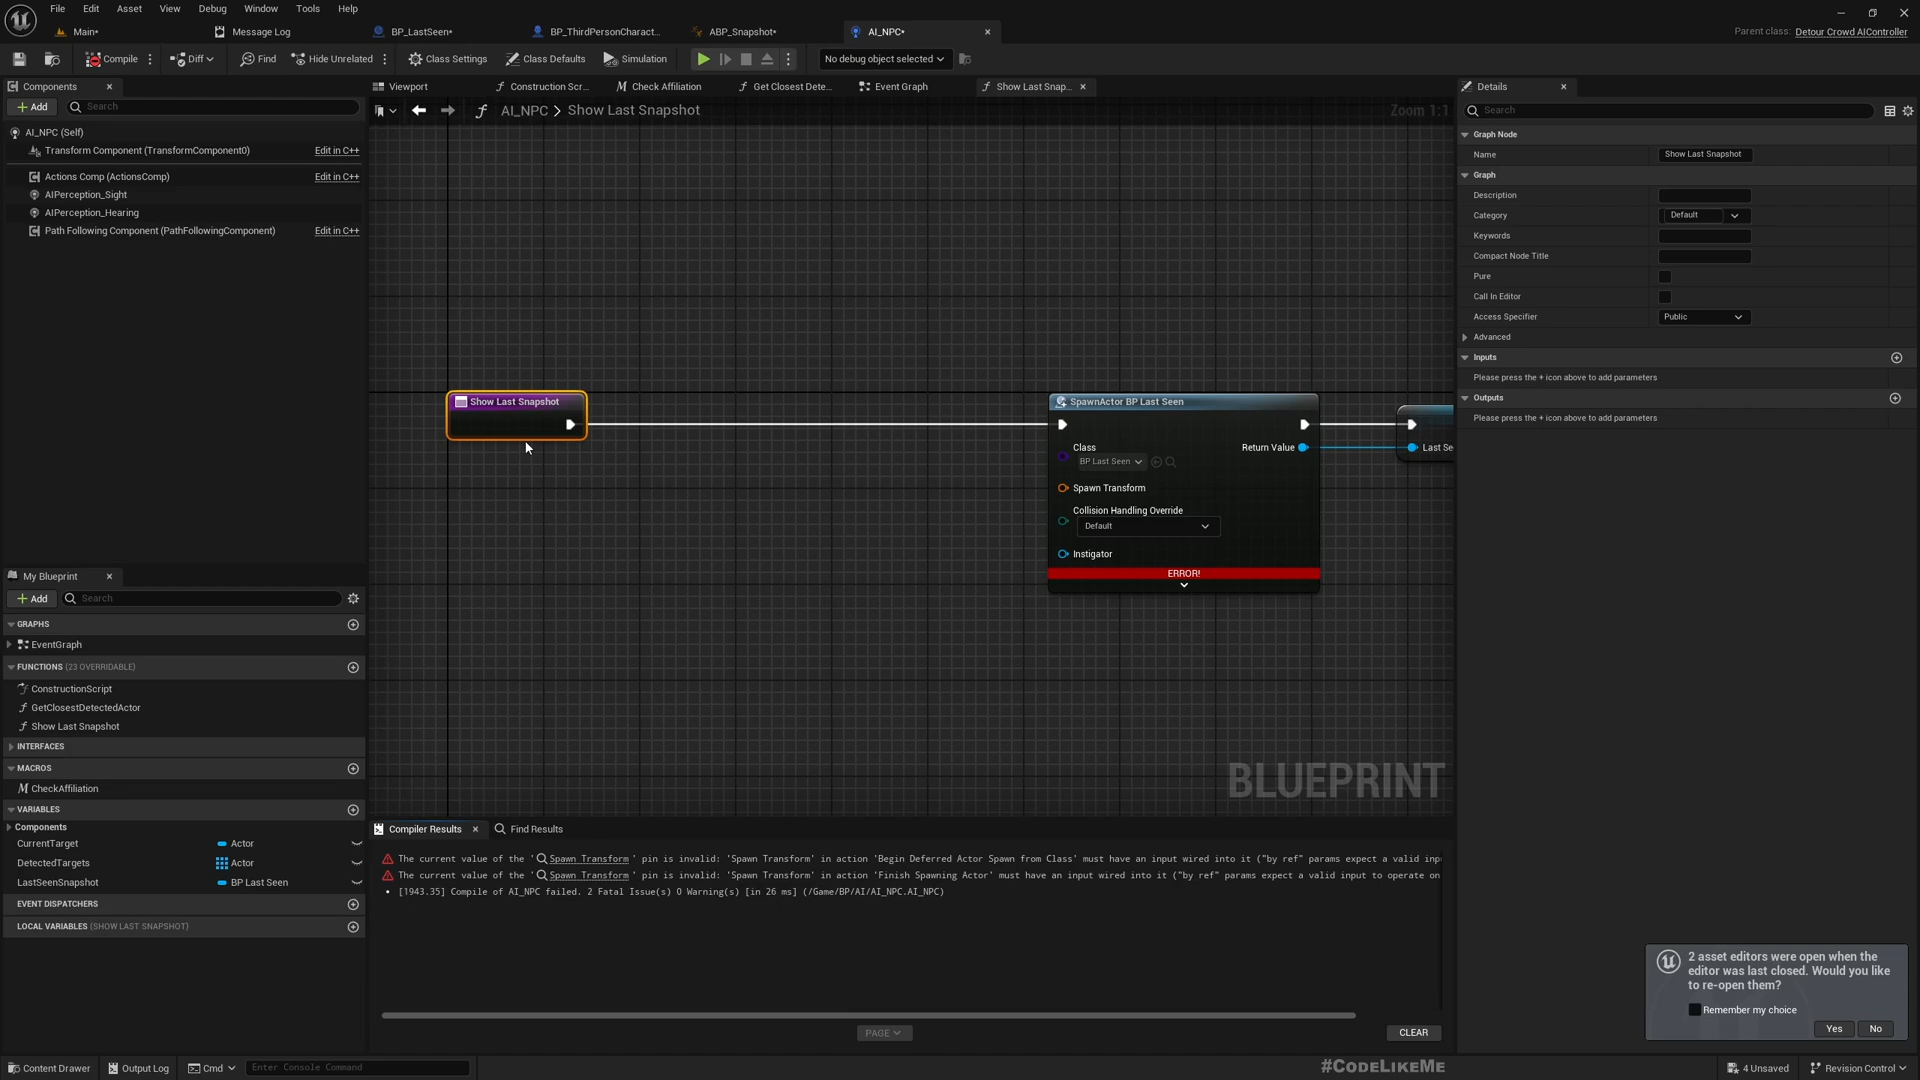 File Edit Asset View Debug Window Tools Help
Main*
Message Log
BP_LastSeen*
BP_ThirdPersonCharact...
ABP_Snapshot*
AI_NPC*
Parent class: Detour Crowd AIController
Compile
Diff
Find
Hide Unrelated
Class Settings
Class Defaults
Simulation
No debug object selected
Components
Add
Search
AI_NPC (Self)
Transform Component (TransformComponent0) Edit in C++
Actions Comp (ActionsComp) Edit in C++
AIPerception_Sight
AIPerception_Hearing
Path Following Component (PathFollowingComponent) Edit in C++
My Blueprint
Add
Search
GRAPHS
EventGraph
FUNCTIONS (23 OVERRIDABLE)
ConstructionScript
GetClosestDetectedActor
Show Last Snapshot
INTERFACES
MACROS
CheckAffiliation
VARIABLES
Components
CurrentTarget Actor
DetectedTargets Actor
LastSeenSnapshot BP Last Seen
EVENT DISPATCHERS
LOCAL VARIABLES (SHOW LAST SNAPSHOT)
Viewport
Construction Scr...
Check Affiliation
Get Closest Dete...
Event Graph
Show Last Snap...
AI_NPC > Show Last Snapshot
Zoom 1:1
Show Last Snapshot
SpawnActor BP Last Seen
Class
BP Last Seen
Return Value
Spawn Transform
Collision Handling Override
Default
Instigator
ERROR!
Last Se
BLUEPRINT
Compiler Results
Find Results
The current value of the ' Spawn Transform ' pin is invalid: 'Spawn Transform' in action 'Begin Deferred Actor Spawn from Class' must have an input wired into it ("by ref" params expect a valid inp
The current value of the ' Spawn Transform ' pin is invalid: 'Spawn Transform' in action 'Finish Spawning Actor' must have an input wired into it ("by ref" params expect a valid input to operate on
[1943.35] Compile of AI_NPC failed. 2 Fatal Issue(s) 0 Warning(s) [in 26 ms] (/Game/BP/AI/AI_NPC.AI_NPC)
PAGE
CLEAR
Details
Search
Graph Node
Name Show Last Snapshot
Graph
Description
Category Default
Keywords
Compact Node Title
Pure
Call In Editor
Access Specifier Public
Advanced
Inputs
Please press the + icon above to add parameters
Outputs
Please press the + icon above to add parameters
2 asset editors were open when the
editor was last closed. Would you like
to re-open them?
Remember my choice
Yes No
Content Drawer
Output Log
Cmd
Enter Console Command
#CodeLikeMe
4 Unsaved
Revision Control